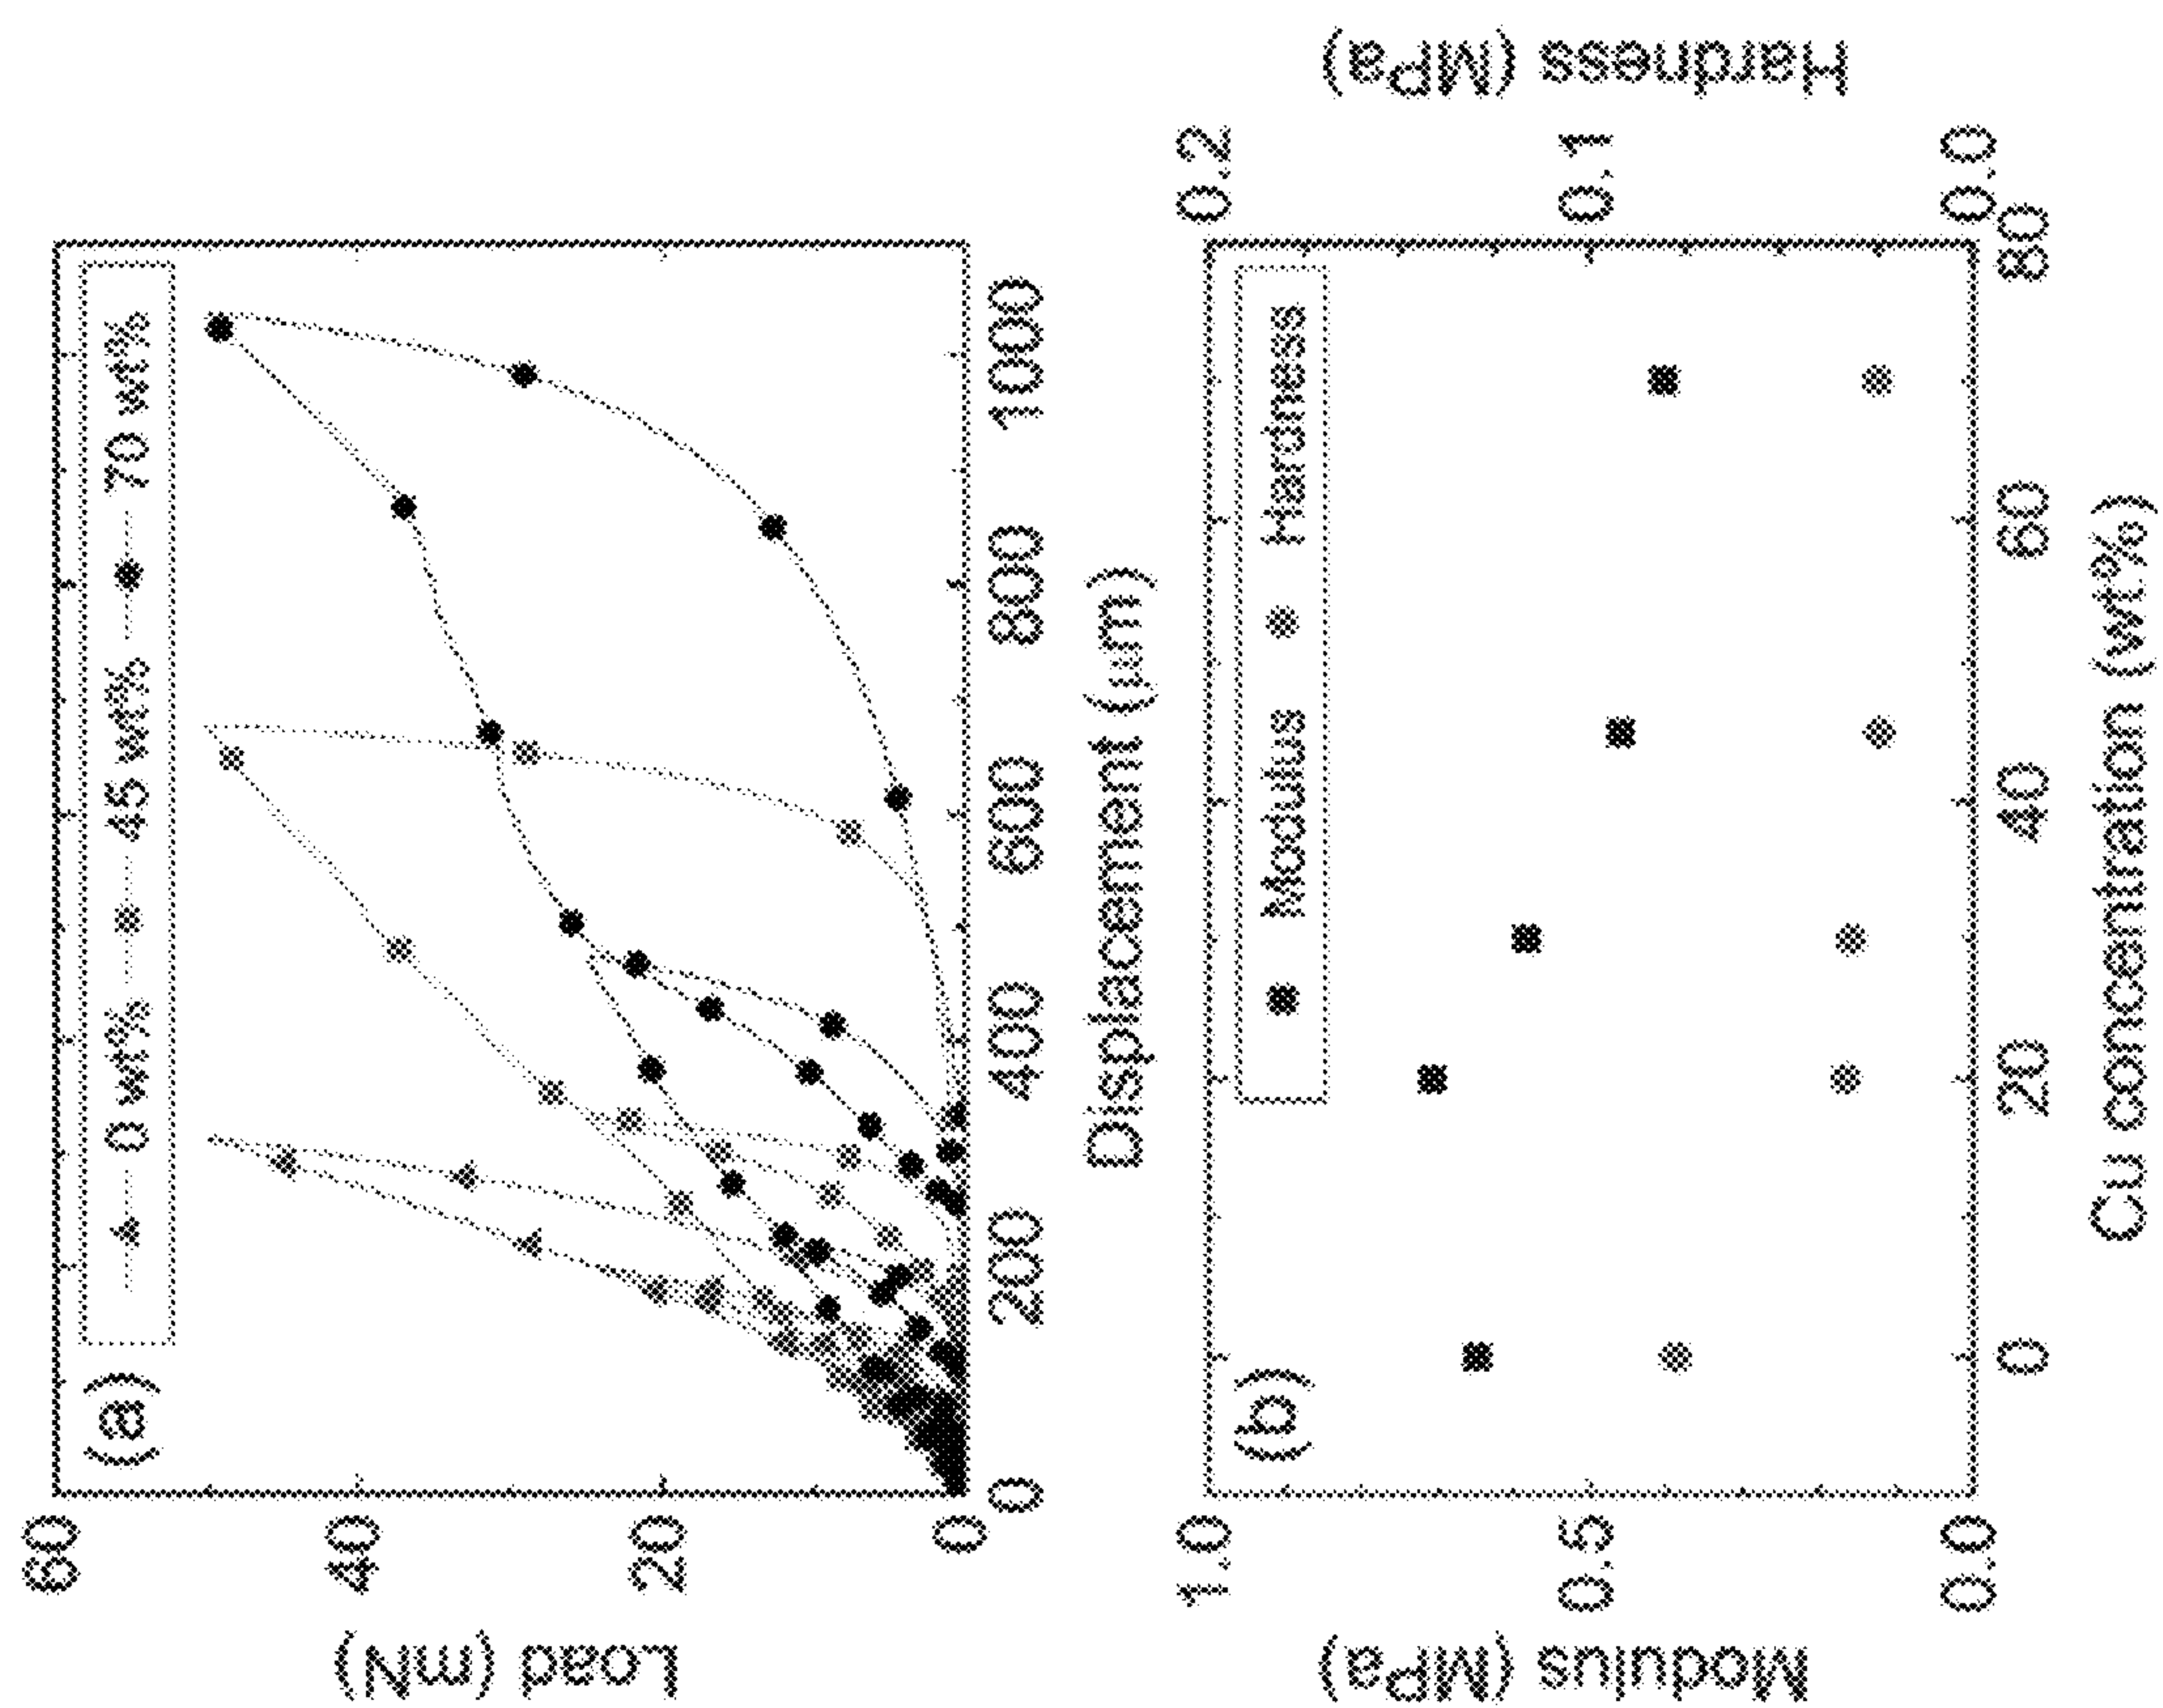 (a)
0 wt% 45 wt% 70 wt%
60
40
20
0
Load (mN)
0 200 400 600 800 1000
Displacement (μm)
(b)
Modulus Hardness
1.0
0.5
0.0
Modulus (MPa)
0.2
0.1
0.0
Hardness (MPa)
0 20 40 60 80
Cu concentration (wt%)